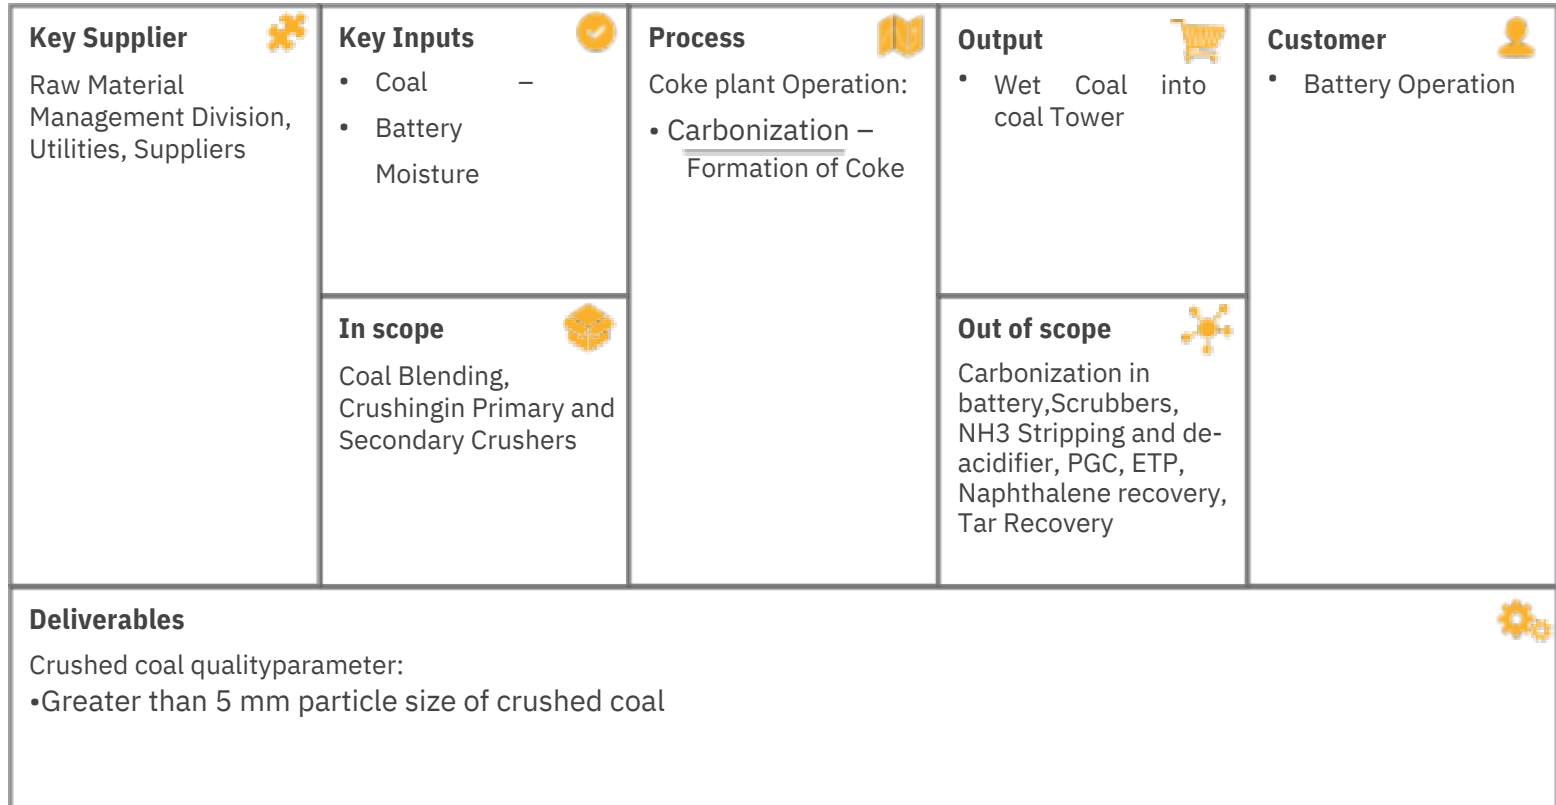 Key Supplier
Raw Material
Management Division,
Utilities, Suppliers
Key Inputs
• Coal –
• Battery
Moisture
In scope
Coal Blending,
Crushingin Primary and
Secondary Crushers
Process
Coke plant Operation:
• Carbonization –
Formation of Coke
Output
• Wet Coal into
coal Tower
Out of scope
Carbonization in
battery,Scrubbers,
NH3 Stripping and de-
acidifier, PGC, ETP,
Naphthalene recovery,
Tar Recovery
Customer
• Battery Operation
Deliverables
Crushed coal qualityparameter:
•Greater than 5 mm particle size of crushed coal